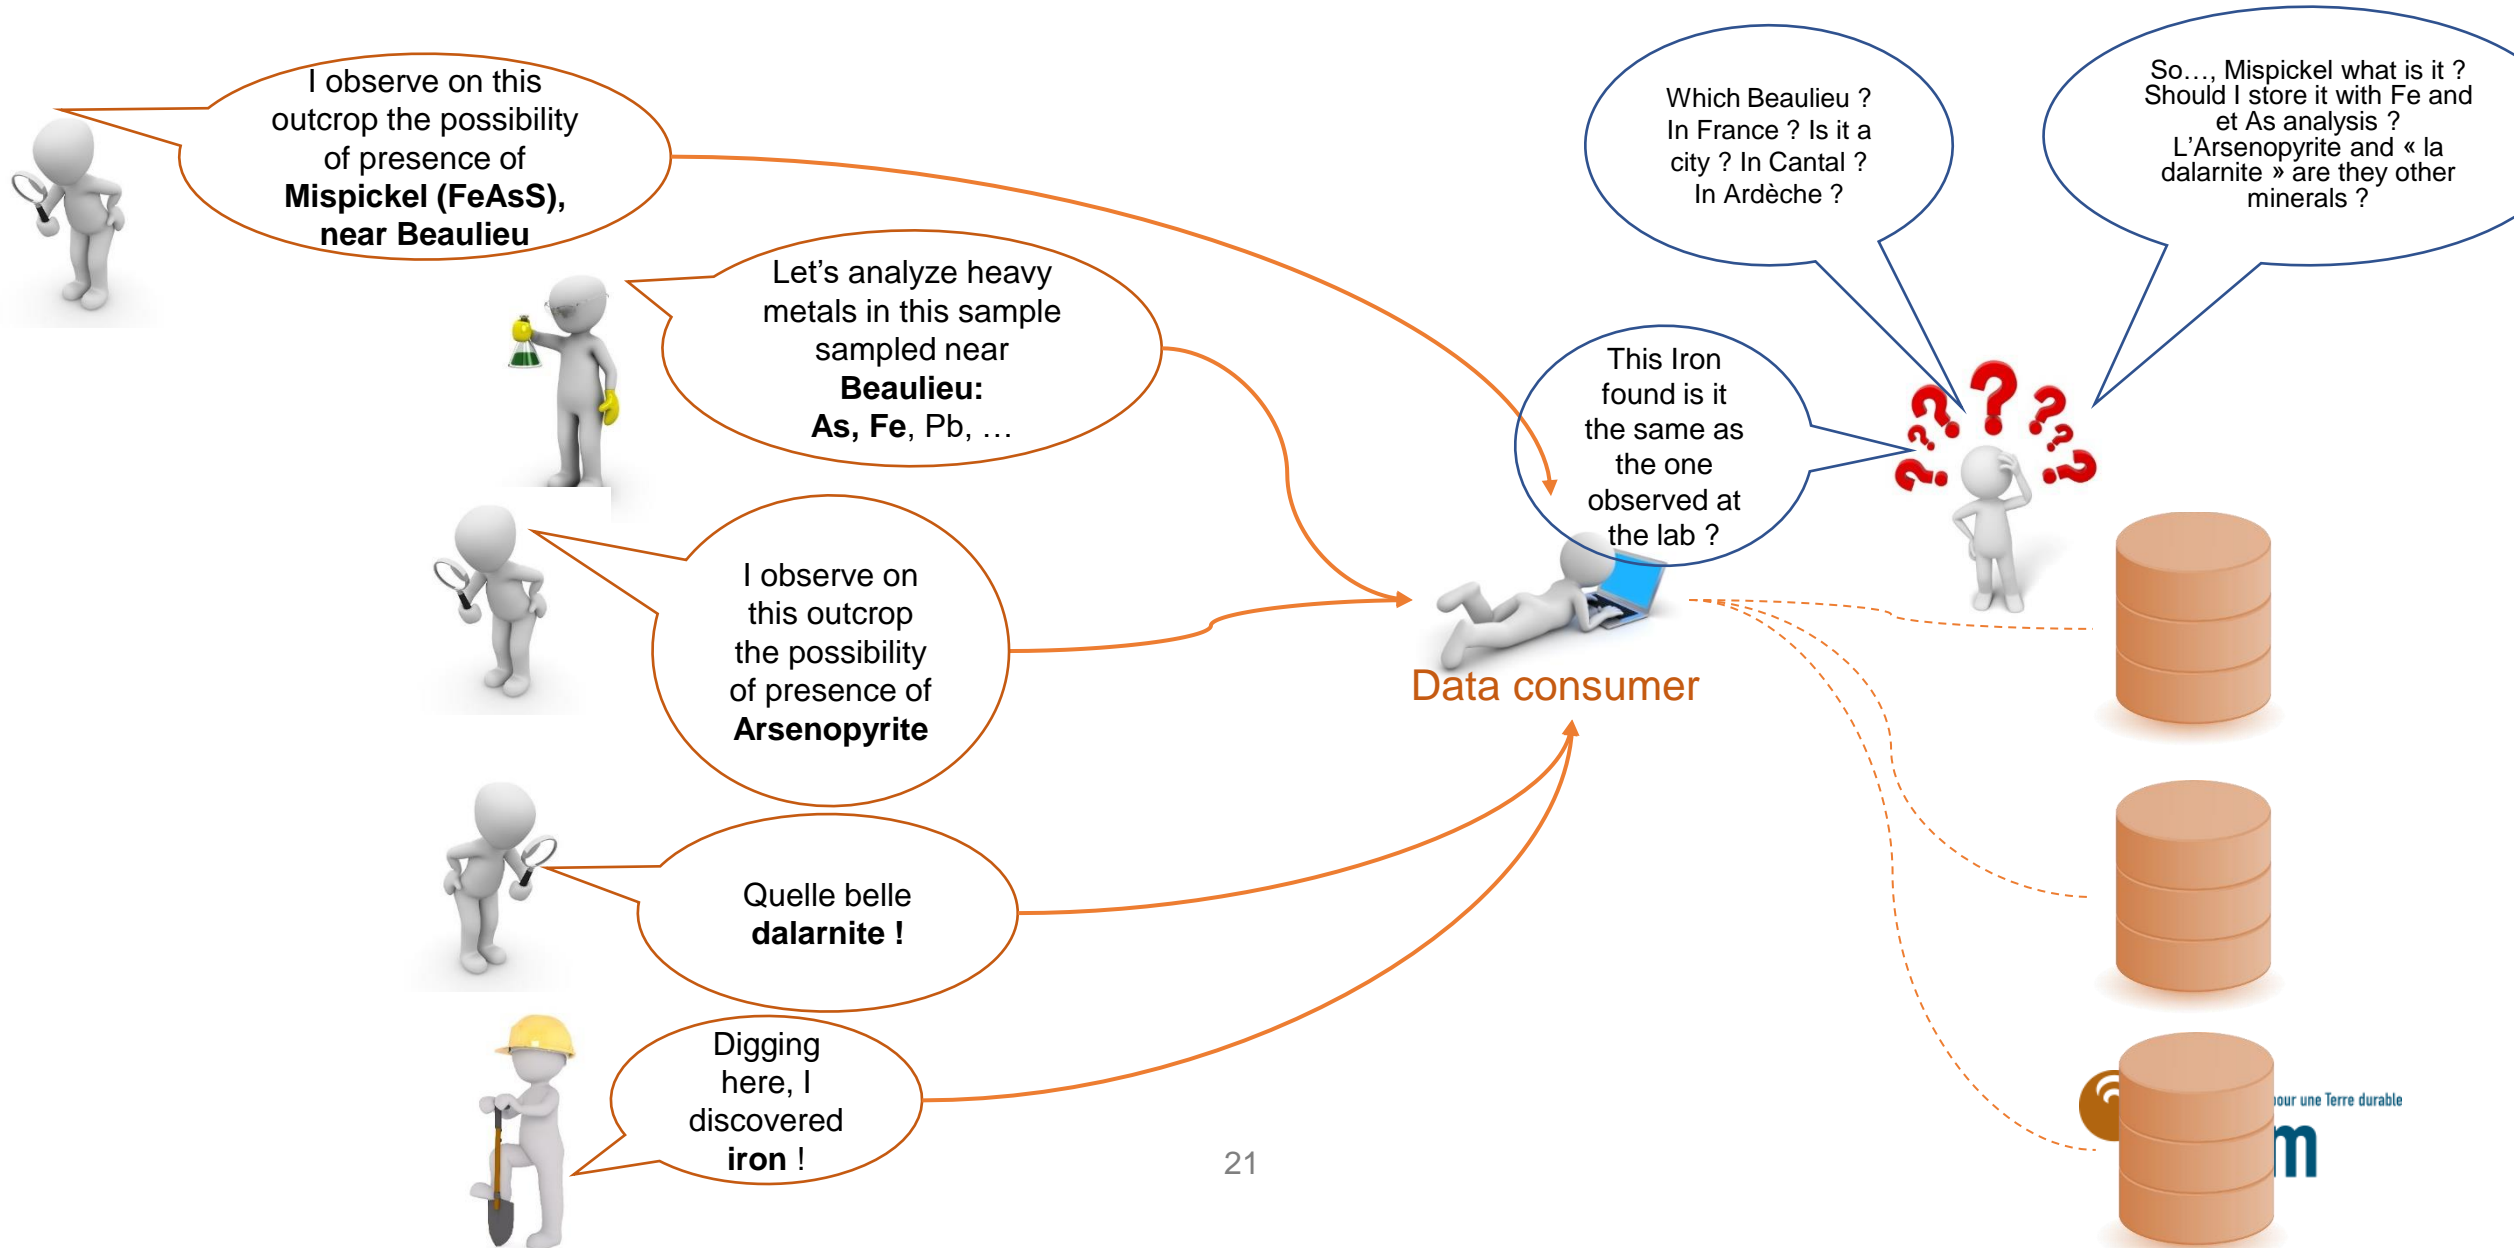 I observe on this
outcrop the possibility
of presence of
Mispickel (FeAsS),
near Beaulieu
Let's analyze heavy
metals in this sample
sampled near
Beaulieu:
As, Fe, Pb, …
I observe on
this outcrop
the possibility
of presence of
Arsenopyrite
Quelle belle
dalarnite !
Digging
here, I
discovered
iron !
Data consumer
This Iron
found is it
the same as
the one
observed at
the lab ?
Which Beaulieu ?
In France ? Is it a
city ? In Cantal ?
In Ardèche ?
So…, Mispickel what is it ?
Should I store it with Fe and
et As analysis ?
L'Arsenopyrite and « la
dalarnite » are they other
minerals ?
pour une Terre durable
m
21